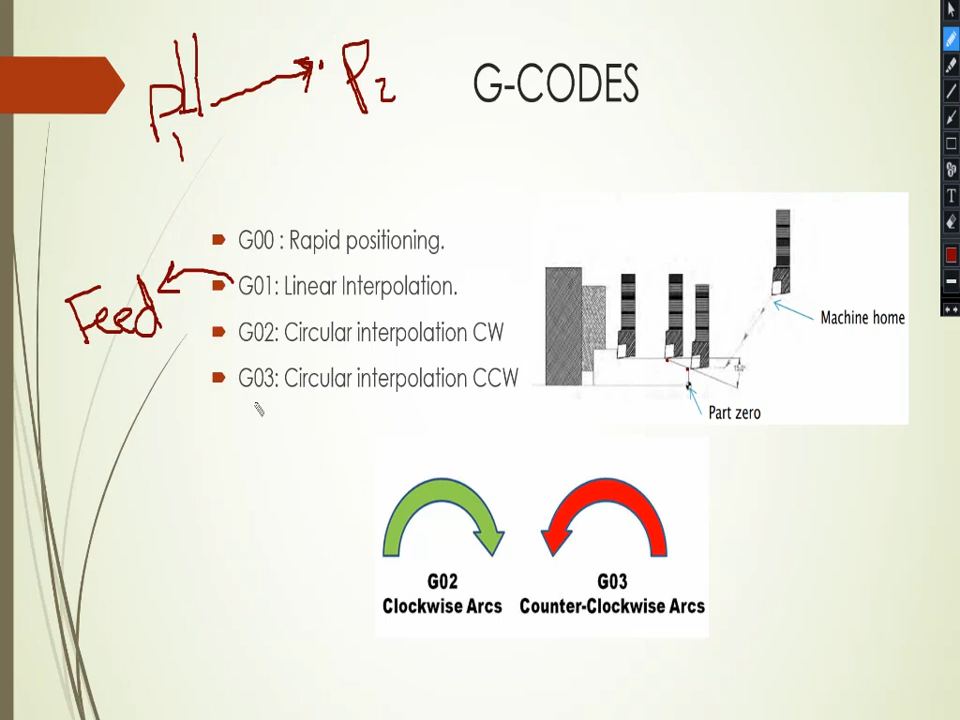 P1 P2
G-CODES
G00 : Rapid positioning.
G01: Linear Interpolation.
Feed
G02: Circular interpolation CW
G03: Circular interpolation CCW
Machine home
Part zero
G02
Clockwise Arcs
G03
Counter-Clockwise Arcs
T